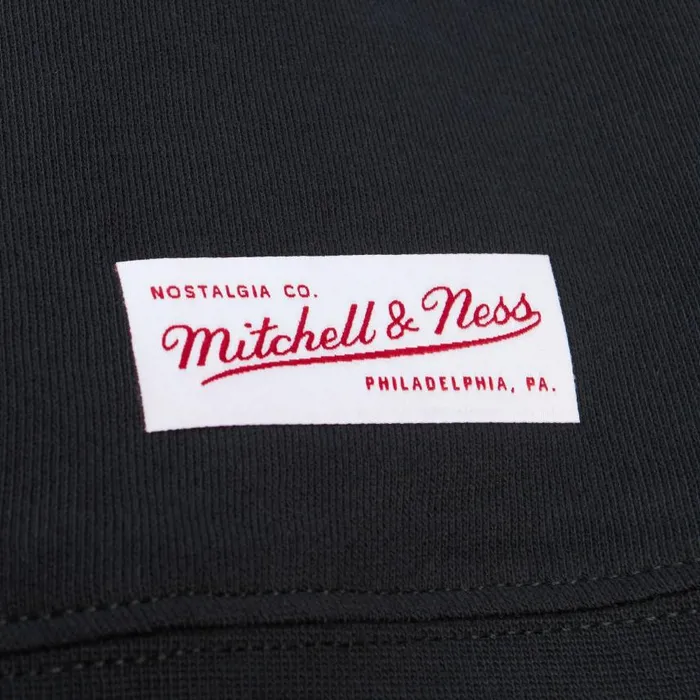 NOSTALGIA CO.
Mitchell & Ness
PHILADELPHIA, PA.